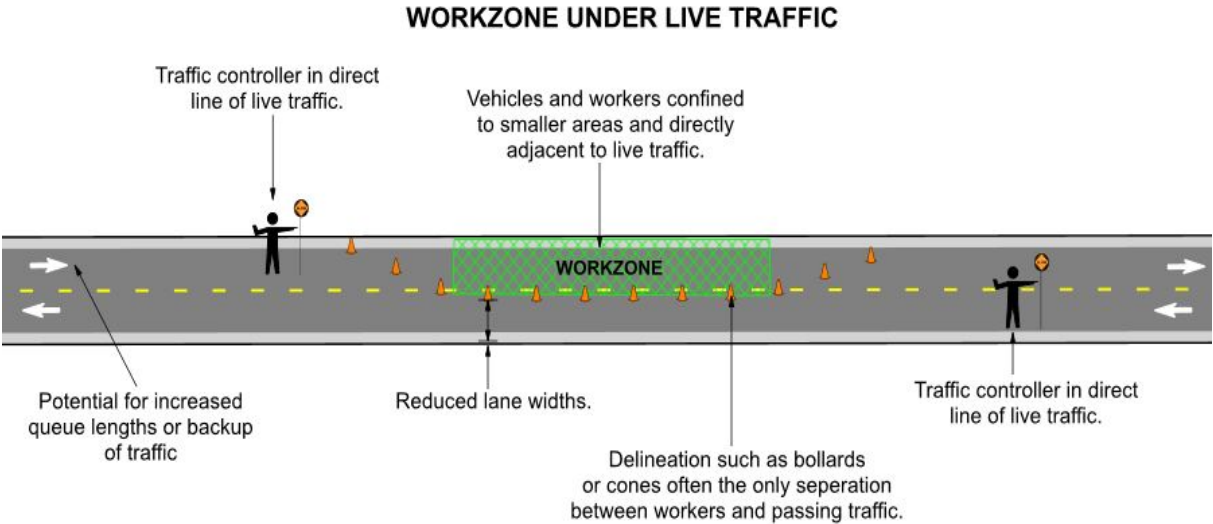 WORKZONE UNDER LIVE TRAFFIC
Traffic controller in direct
line of live traffic.
Vehicles and workers confined
to smaller areas and directly
adjacent to live traffic.
WORKZONE
Potential for increased
queue lengths or backup
of traffic
Reduced lane widths.
Traffic controller in direct
line of live traffic.
Delineation such as bollards
or cones often the only seperation
between workers and passing traffic.